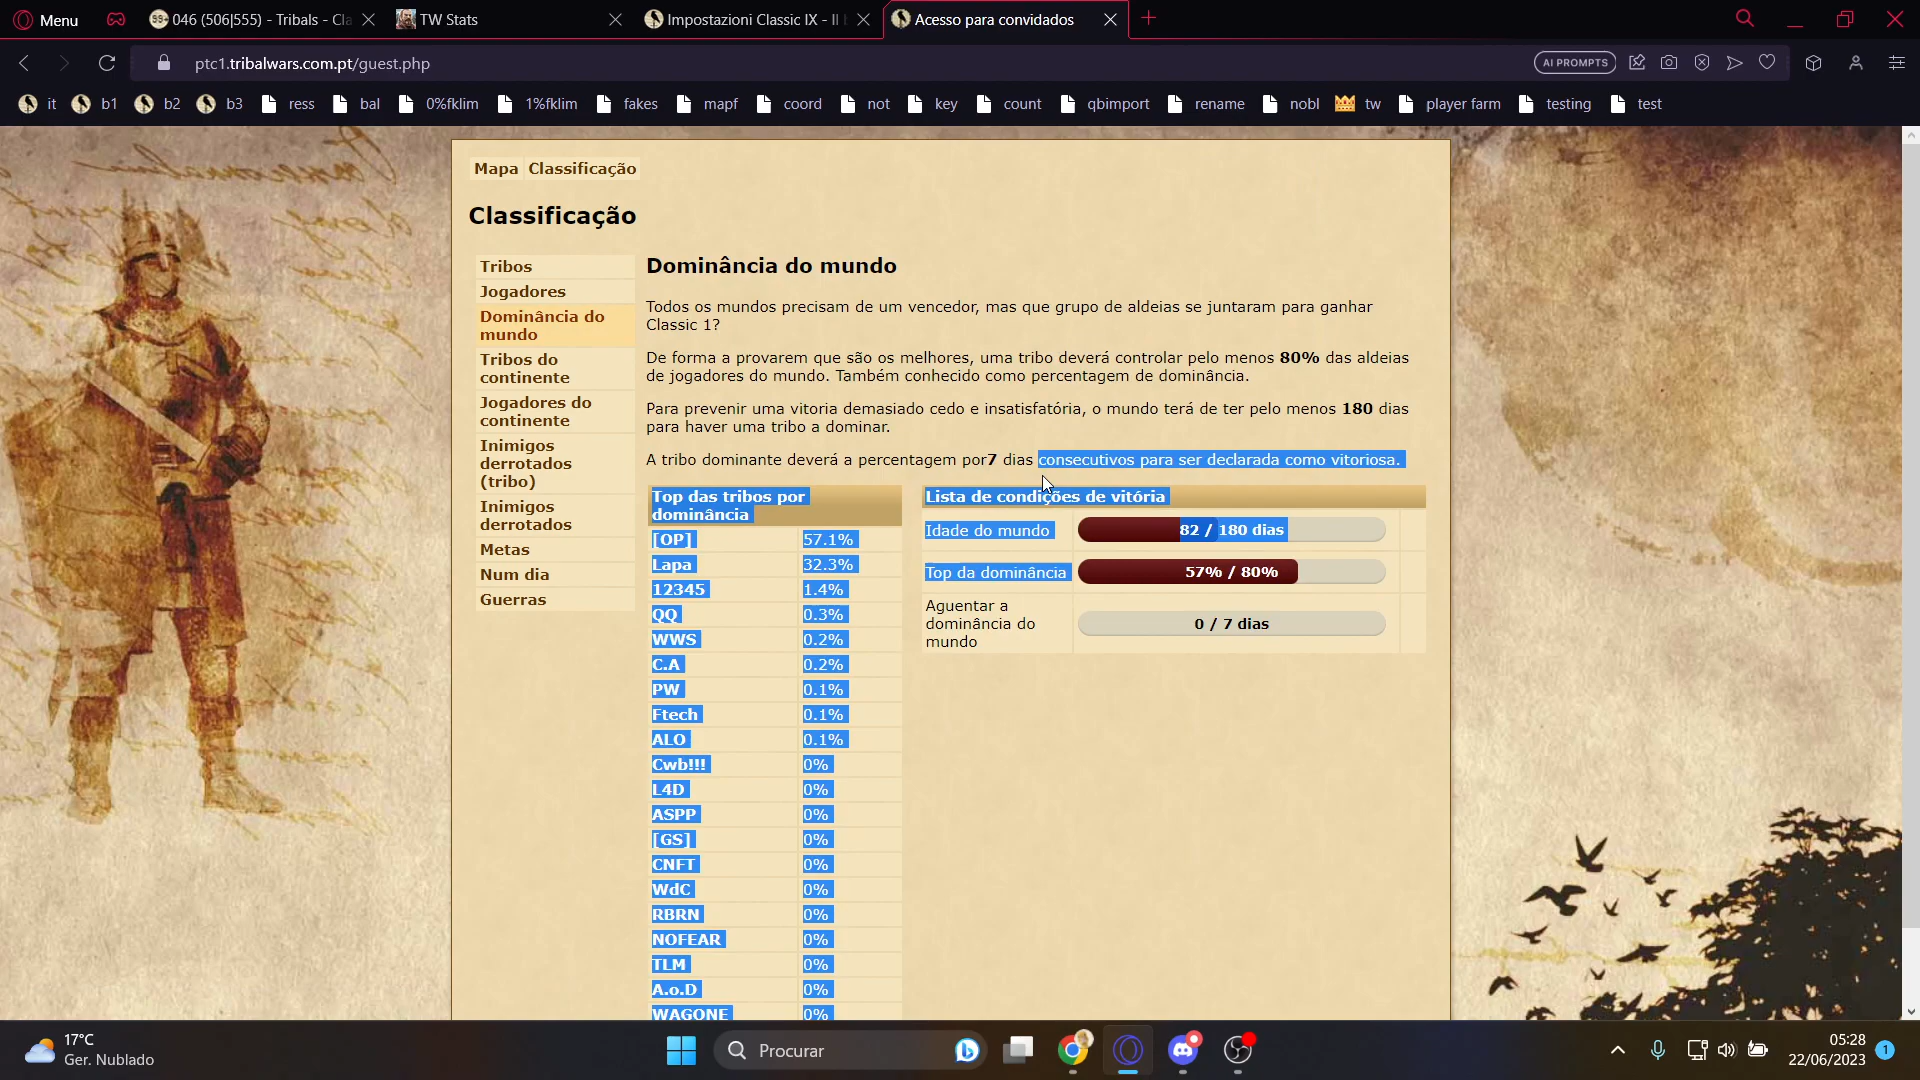 Menu
99+ 046 (506|555) - Tribals - Cla
TW Stats
Impostazioni Classic IX - Il
Acesso para convidados
ptc1.tribalwars.com.pt/guest.php
AI PROMPTS
it b1 b2 b3 ress bal 0%fklim 1%fklim fakes mapf coord not key count qbimport rename nobl tw player farm testing test
Mapa Classificação
Classificação
Tribos
Jogadores
Dominância do
mundo
Tribos do
continente
Jogadores do
continente
Inimigos
derrotados
(tribo)
Inimigos
derrotados
Metas
Num dia
Guerras
Dominância do mundo
Todos os mundos precisam de um vencedor, mas que grupo de aldeias se juntaram para ganhar
Classic 1?
De forma a provarem que são os melhores, uma tribo deverá controlar pelo menos 80% das aldeias
de jogadores do mundo. Também conhecido como percentagem de dominância.
Para prevenir uma vitoria demasiado cedo e insatisfatória, o mundo terá de ter pelo menos 180 dias
para haver uma tribo a dominar.
A tribo dominante deverá a percentagem por7 dias consecutivos para ser declarada como vitoriosa.
Top das tribos por
dominância
[OP] 57.1%
Lapa 32.3%
12345 1.4%
QQ 0.3%
WWS 0.2%
C.A 0.2%
PW 0.1%
Ftech 0.1%
ALO 0.1%
Cwb!!! 0%
L4D 0%
ASPP 0%
[GS] 0%
CNFT 0%
WdC 0%
RBRN 0%
NOFEAR 0%
TLM 0%
A.o.D 0%
WAGONE 0%
Lista de condições de vitória
Idade do mundo 82 / 180 dias
Top da dominância 57% / 80%
Aguentar a
dominância do
mundo
0 / 7 dias
17°C
Ger. Nublado
Procurar
05:28
22/06/2023
1